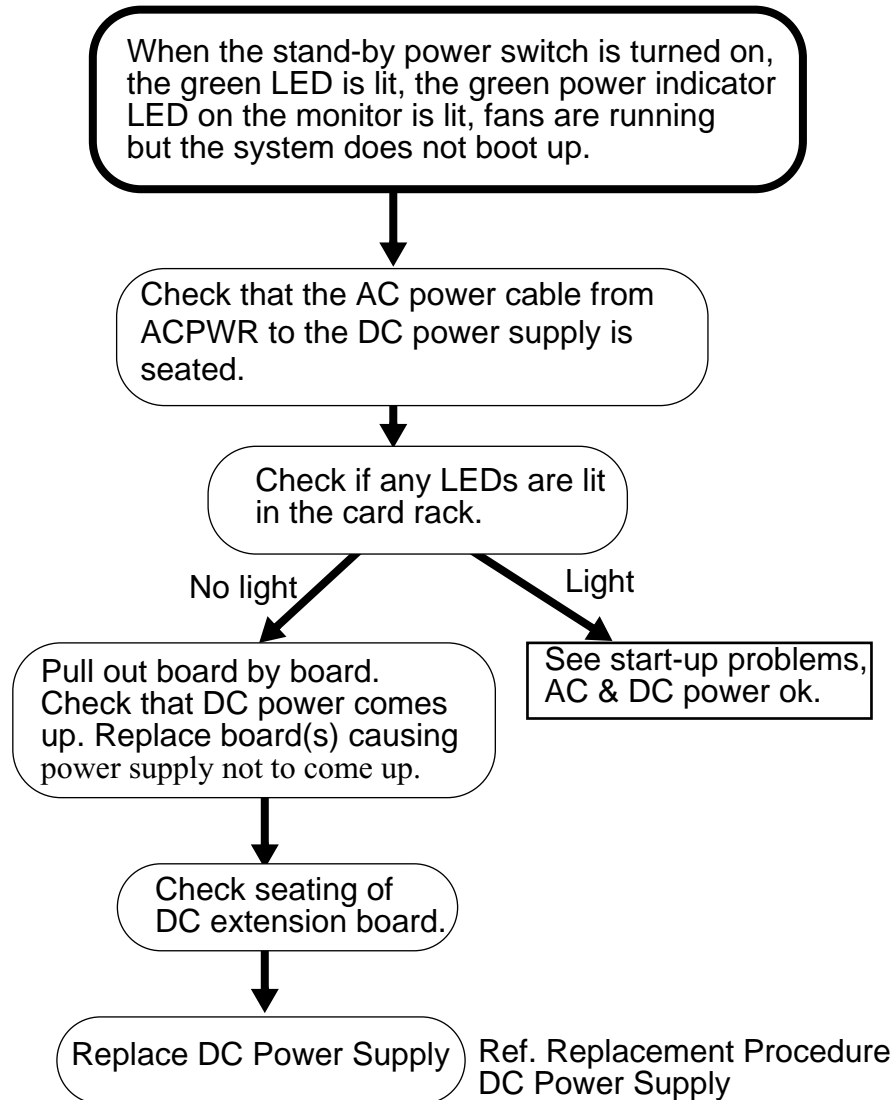 When the stand-by power switch is turned on,
the green LED is lit, the green power indicator
LED on the monitor is lit, fans are running
but the system does not boot up.
Check that the AC power cable from
ACPWR to the DC power supply is
seated.
Check if any LEDs are lit
in the card rack.
No light
Light
Pull out board by board.
Check that DC power comes
up. Replace board(s) causing
power supply not to come up.
See start-up problems,
AC & DC power ok.
Check seating of
DC extension board.
Replace DC Power Supply
Ref. Replacement Procedure
DC Power Supply